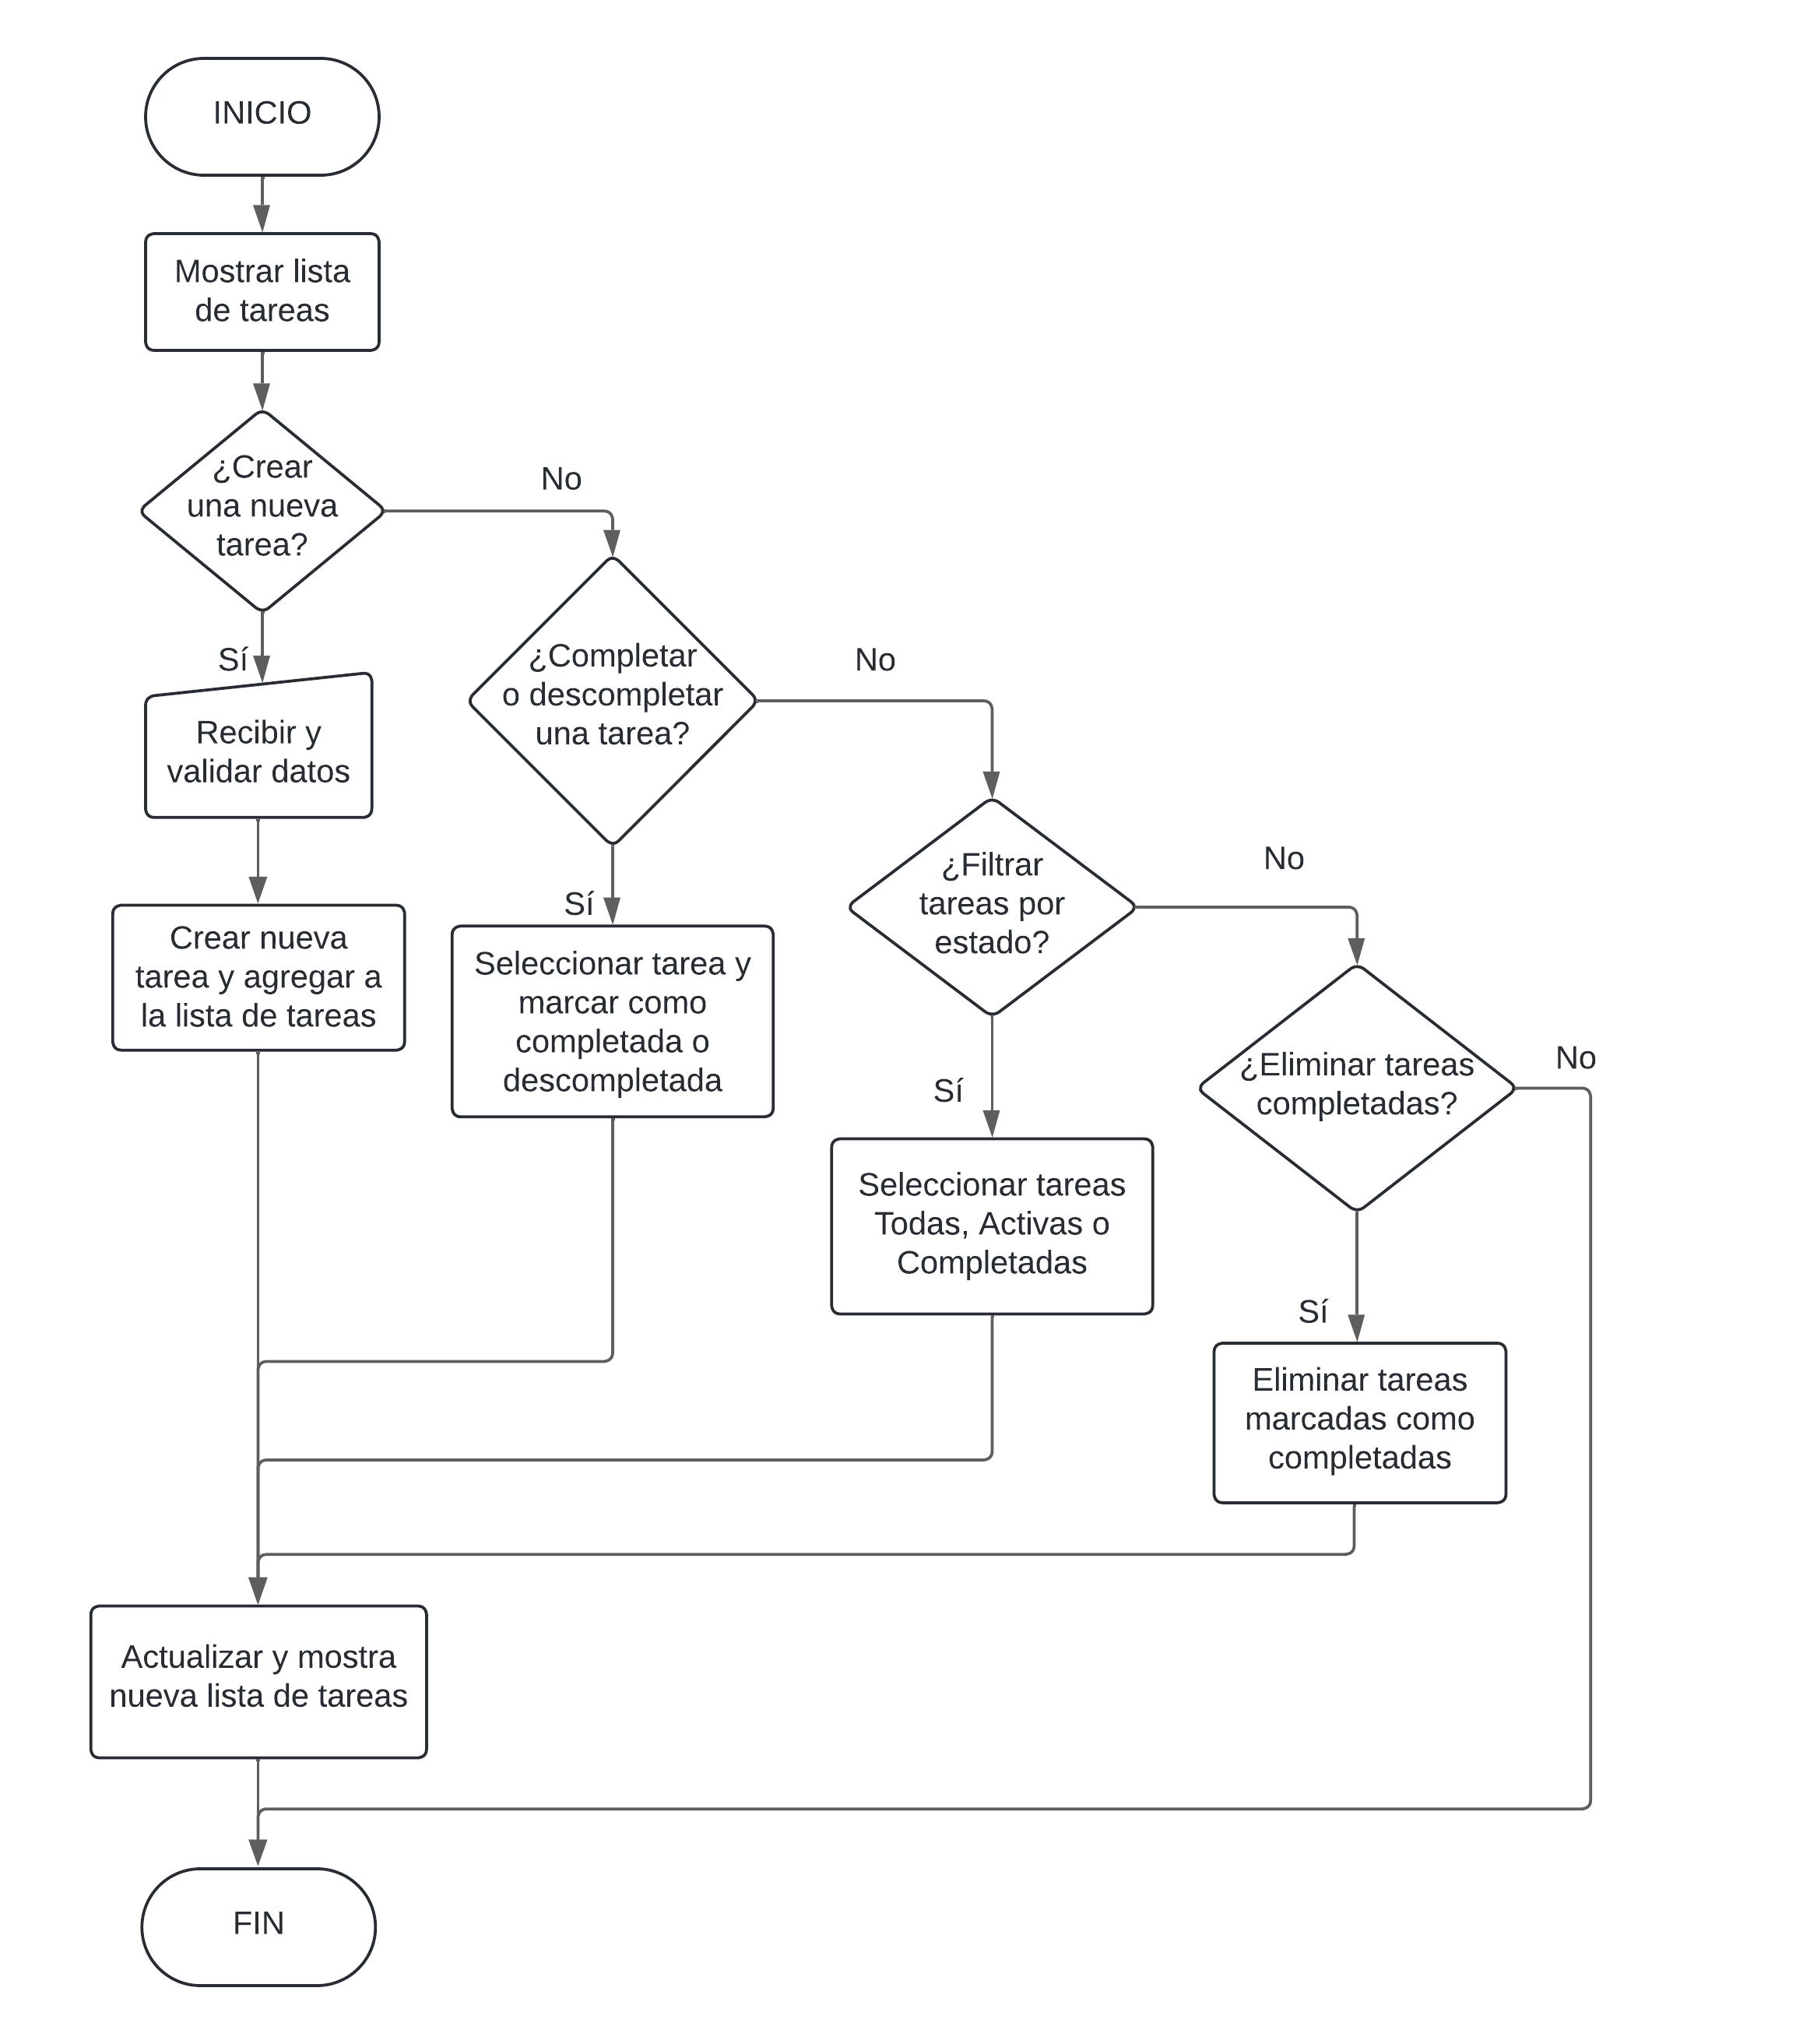 INICIO
Mostrar lista
de tareas
¿Crear
una nueva
tarea?
No
Sí
Recibir y
validar datos
Crear nueva
tarea y agregar a
la lista de tareas
¿Completar
o descompletar
una tarea?
No
Sí
Seleccionar tarea y
marcar como
completada o
descompletada
¿Filtrar
tareas por
estado?
No
Sí
Seleccionar tareas
Todas, Activas o
Completadas
¿Eliminar tareas
completadas?
No
Sí
Eliminar tareas
marcadas como
completadas
Actualizar y mostra
nueva lista de tareas
FIN